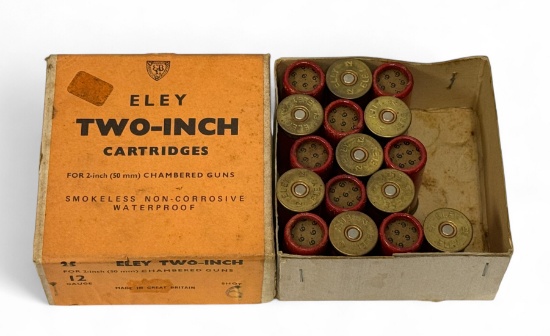 ELEY
TWO-INCH
CARTRIDGES
FOR 2-inch (50 mm) CHAMBERED GUNS
SMOKELESS NON-CORROSIVE
WATERPROOF
25 ELEY TWO-INCH
FOR 2-inch (50 mm) CHAMBERED GUNS
12
GAUGE MADE IN GREAT BRITAIN SHOT